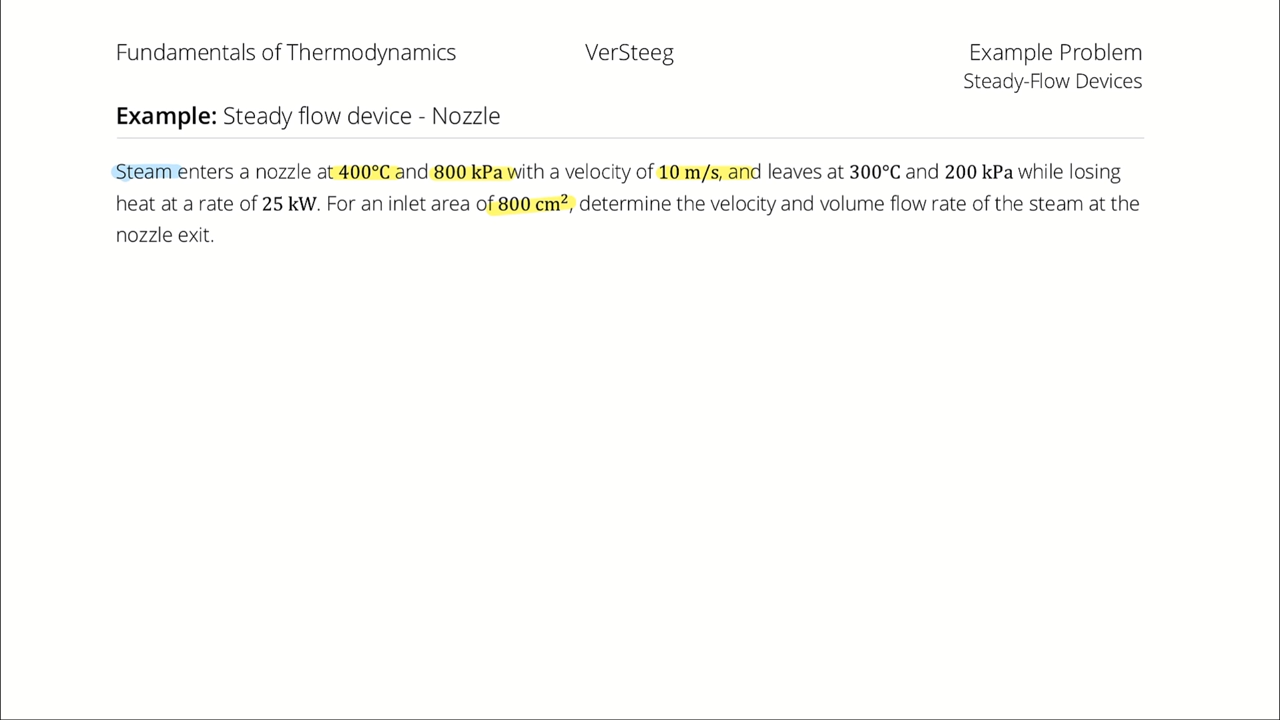 Fundamentals of Thermodynamics VerSteeg Example Problem
Steady-Flow Devices
Example: Steady flow device - Nozzle
Steam enters a nozzle at 400°C and 800 kPa with a velocity of 10 m/s, and leaves at 300°C and 200 kPa while losing
heat at a rate of 25 kW. For an inlet area of 800 cm², determine the velocity and volume flow rate of the steam at the
nozzle exit.